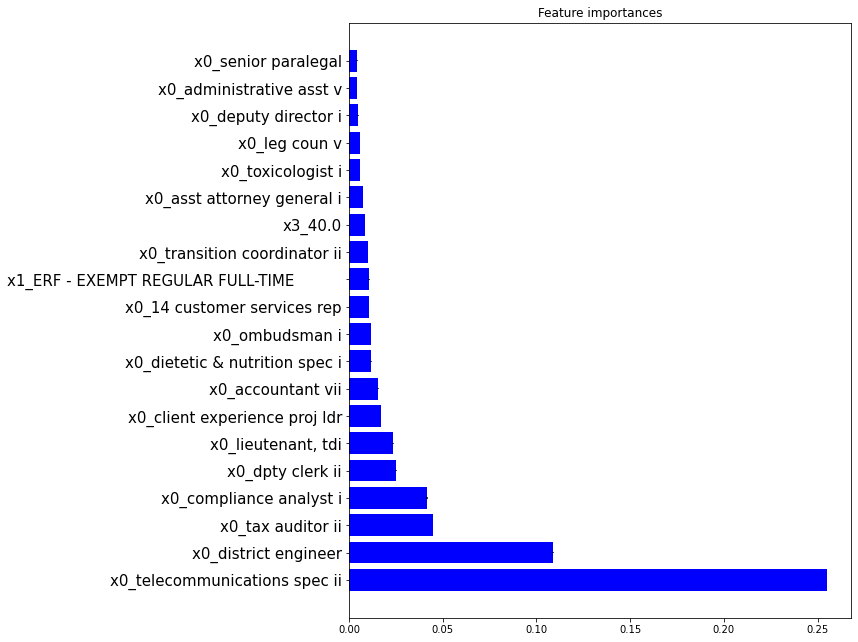 Feature importances
x0_senior paralegal
x0_administrative asst v
x0_deputy director i
x0_leg coun v
x0_toxicologist i
x0_asst attorney general i
x3_40.0
x0_transition coordinator ii
x1_ERF - EXEMPT REGULAR FULL-TIME
x0_14 customer services rep
x0_ombudsman i
x0_dietetic & nutrition spec i
x0_accountant vii
x0_client experience proj ldr
x0_lieutenant, tdi
x0_dpty clerk ii
x0_compliance analyst i
x0_tax auditor ii
x0_district engineer
x0_telecommunications spec ii
0.00 0.05 0.10 0.15 0.20 0.25